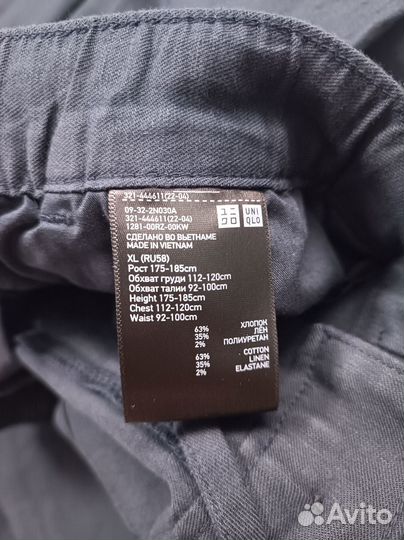 321-444611(22-04)
09-32-2N030A
321-444611(22-04)
1281-00RZ-00KW
UNI
QLO
СДЕЛАНО ВО ВЬЕТНАМЕ
MADE IN VIETNAM
XL (RU58)
Рост 175-185cm
Обхват груди 112-120cm
Обхват талии 92-100cm
Height 175-185cm
Chest 112-120cm
Waist 92-100cm
63% ХЛОПОК
35% ЛЁН
2% ПОЛИУРЕТАН
63% COTTON
35% LINEN
2% ELASTANE
Avito